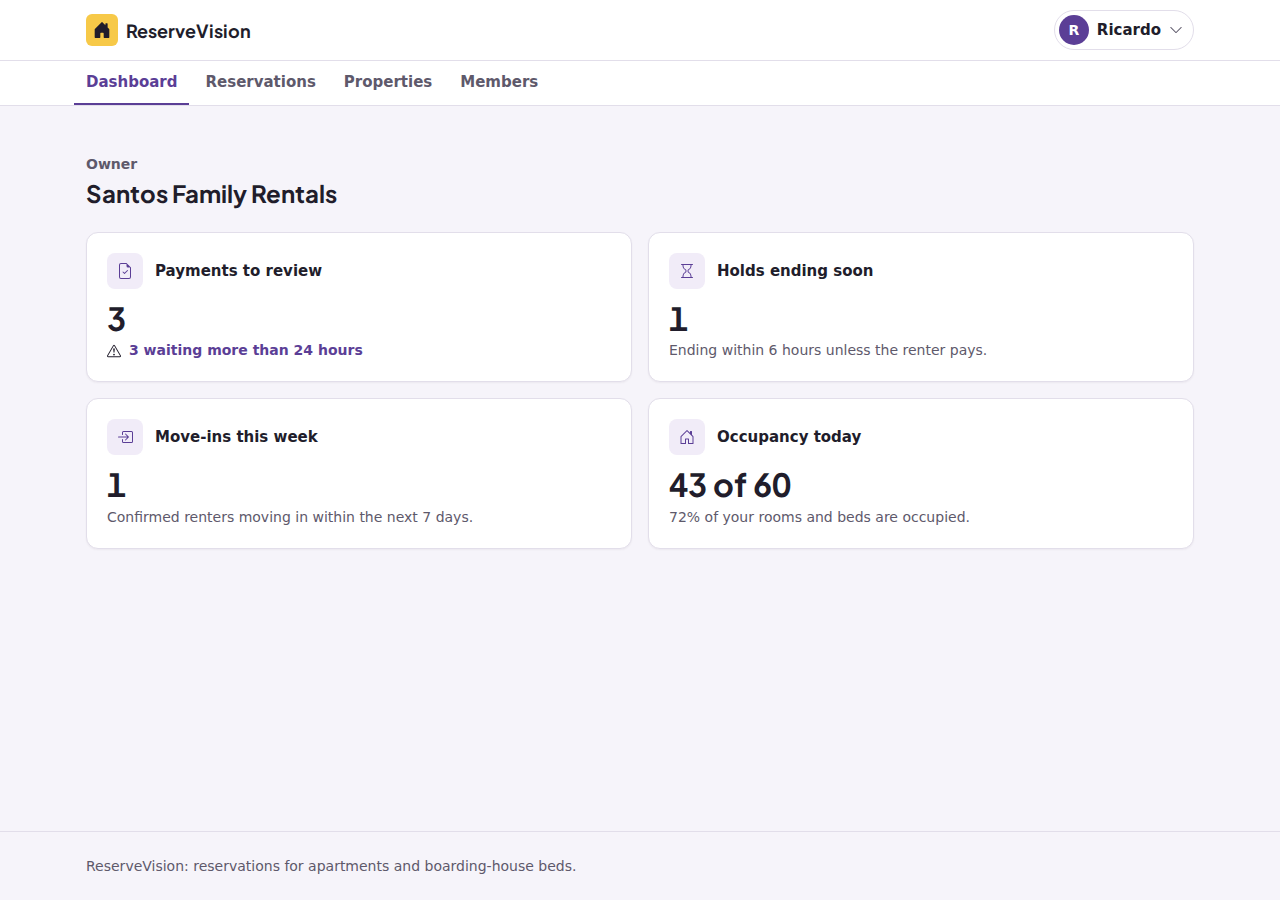 ReserveVision
R Ricardo
Dashboard Reservations Properties Members
Owner
Santos Family Rentals
Payments to review
3
3 waiting more than 24 hours
Holds ending soon
1
Ending within 6 hours unless the renter pays.
Move-ins this week
1
Confirmed renters moving in within the next 7 days.
Occupancy today
43 of 60
72% of your rooms and beds are occupied.
ReserveVision: reservations for apartments and boarding-house beds.